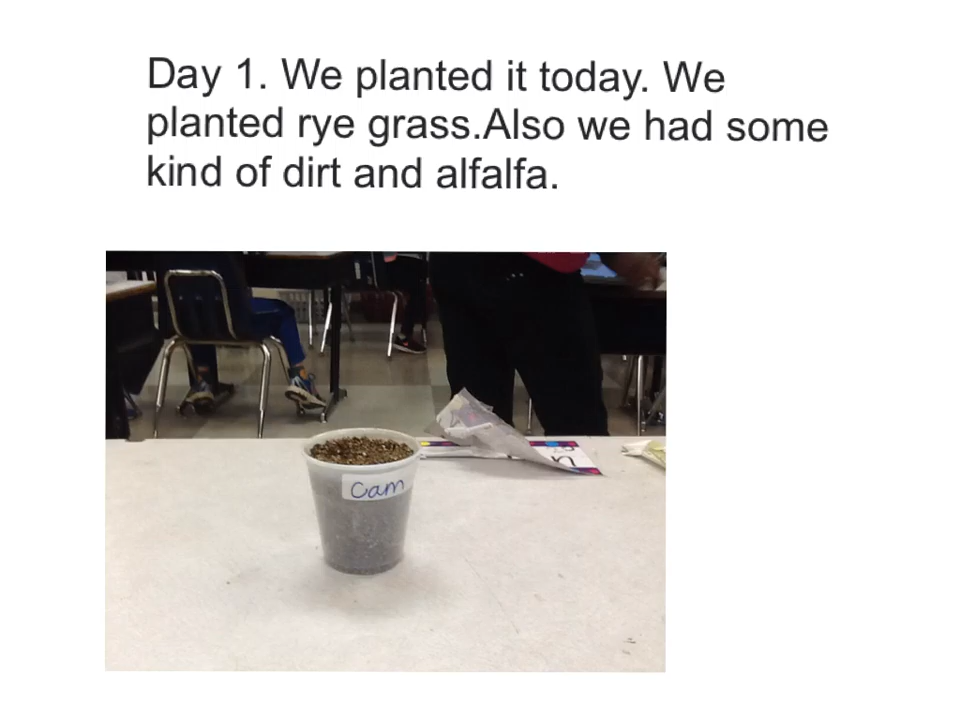 Day 1. We planted it today. We
planted rye grass.Also we had some
kind of dirt and alfalfa.
Cam